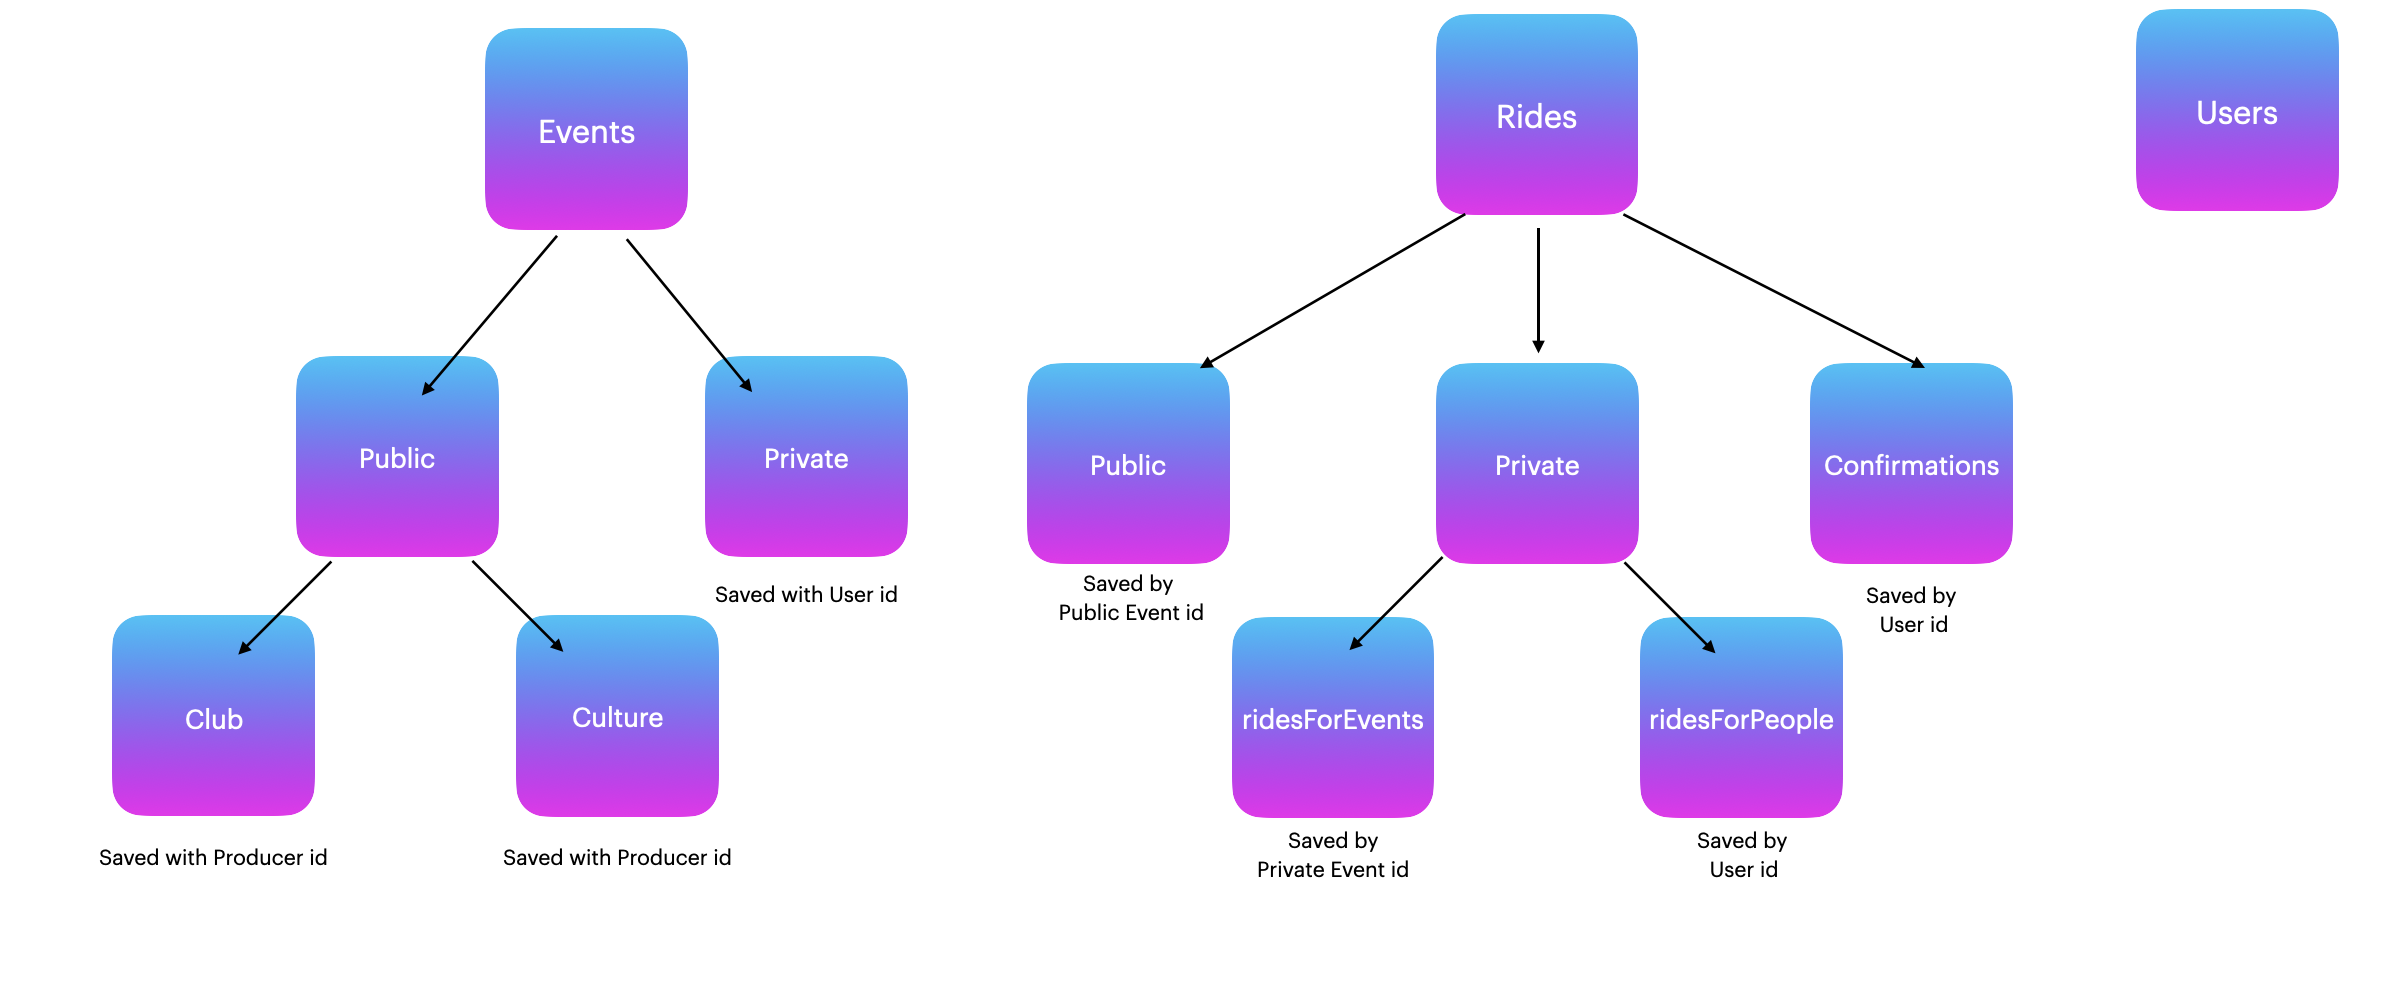 Events
Rides
Users
Public
Private
Public
Private
Confirmations
Saved with User id
Saved by
Public Event id
Saved by
User id
Club
Culture
ridesForEvents
ridesForPeople
Saved with Producer id
Saved with Producer id
Saved by
Private Event id
Saved by
User id